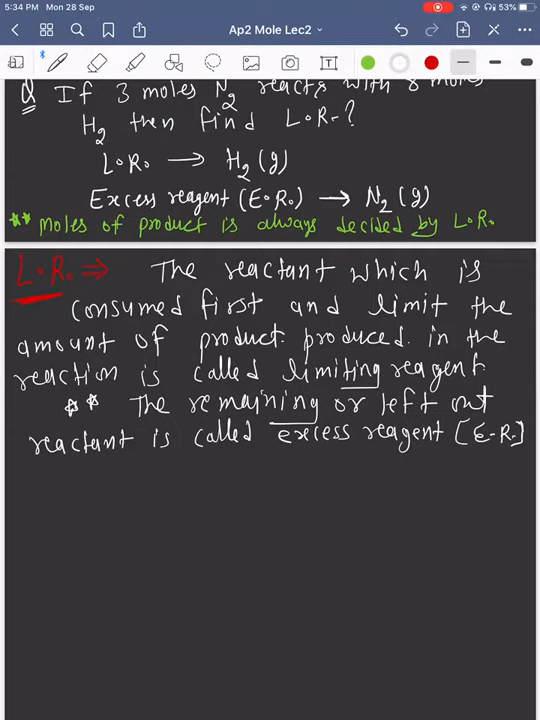 5:34 PM Mon 28 Sep
53%
Ap2 Mole Lec2
T
Q If 3 moles N2 reacts with 8 moles
H2 then find L.R.?
L.R. → H2(g)
Excess reagent (E.R.) → N2(g)
** moles of product is always decided by L.R.
L.R. ⇒ The reactant which is
consumed first and limit the
amount of product produced in the
reaction is called limiting reagent.
** The remaining or left out
reactant is called excess reagent [E.R.]